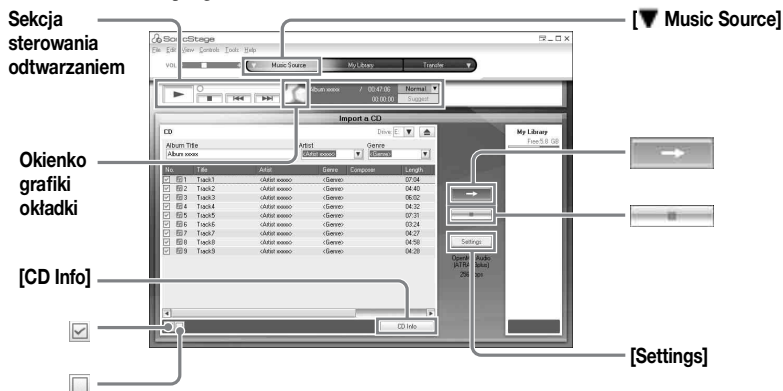 Sekcja
sterowania
odtwarzaniem
[▼ Music Source]
SonicStage
File Edit View Controls Tools Help
VOL
▼ Music Source My Library Transfer
Album xxxxx / 00:47:06 Normal ▼
00:00:00 Suggest
Import a CD
CD Drive: E: ▼
My Library
Free:5.8 GB
Album Title Artist Genre
Album xxxxx <Artist xxxxx> ▼ <Genre> ▼
Okienko
grafiki
okładki
No. Title Artist Genre Composer Length
1 Track1 <Artist xxxxx> <Genre> 07:04
2 Track2 <Artist xxxxx> <Genre> 04:40
3 Track3 <Artist xxxxx> <Genre> 06:02
4 Track4 <Artist xxxxx> <Genre> 04:32
5 Track5 <Artist xxxxx> <Genre> 07:31
6 Track6 <Artist xxxxx> <Genre> 03:24
7 Track7 <Artist xxxxx> <Genre> 04:27
8 Track8 <Artist xxxxx> <Genre> 04:58
9 Track9 <Artist xxxxx> <Genre> 04:28
Settings
[CD Info]
CD Info
[Settings]